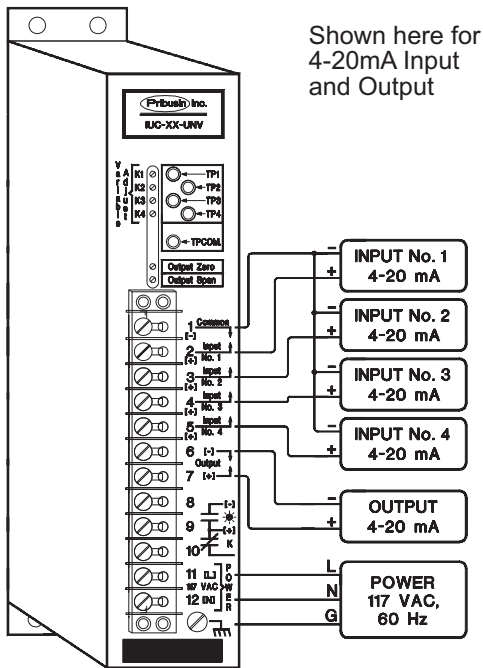 Shown here for
4-20mA Input
and Output
Pribusin Inc.
IUC-XX-UNV
Variable
Adjust
K1
K2
K3
K4
TP1
TP2
TP3
TP4
TPCOM.
Output Zero
Output Span
1 Common
[-]
2 Input
[+] No. 1
3 Input
[+] No. 2
4 Input
[+] No. 3
5 Input
[+] No. 4
6 [-]
Output
7 [+]
8 [-]
9 [+]
10 K
11 [L]
117 VAC
12 [N]
POWER
- INPUT No. 1
+ 4-20 mA
- INPUT No. 2
+ 4-20 mA
- INPUT No. 3
+ 4-20 mA
- INPUT No. 4
+ 4-20 mA
- OUTPUT
+ 4-20 mA
L
N
G
POWER
117 VAC,
60 Hz